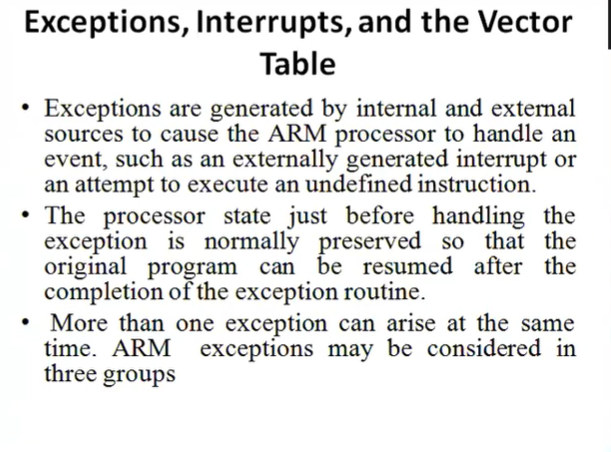 Exceptions, Interrupts, and the Vector
Table
• Exceptions are generated by internal and external
sources to cause the ARM processor to handle an
event, such as an externally generated interrupt or
an attempt to execute an undefined instruction.
• The processor state just before handling the
exception is normally preserved so that the
original program can be resumed after the
completion of the exception routine.
• More than one exception can arise at the same
time. ARM exceptions may be considered in
three groups